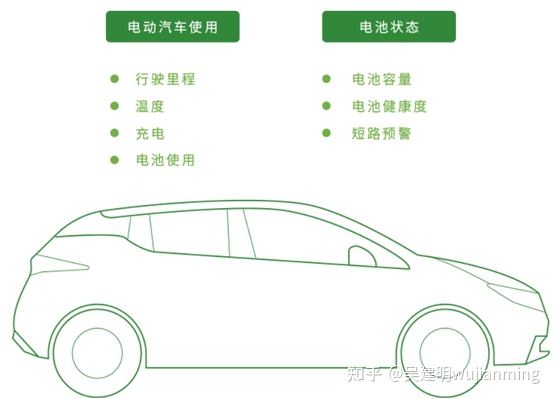 电动汽车使用
行驶里程
温度
充电
电池使用
电池状态
电池容量
电池健康度
短路预警
知乎 @吴建明wujianming